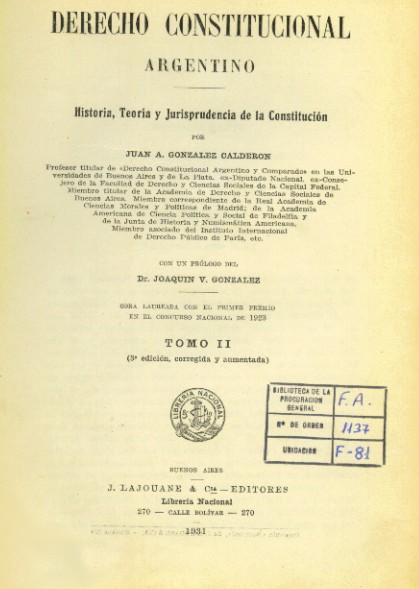 DERECHO CONSTITUCIONAL
ARGENTINO
Historia, Teoría y Jurisprudencia de la Constitución
POR
JUAN A. GONZALEZ CALDERON
Profesor titular de «Derecho Constitucional Argentino y Comparado» en las Uni-
versidades de Buenos Aires y de La Plata, ex-Diputado Nacional, ex-Conse-
jero de la Facultad de Derecho y Ciencias Sociales de la Capital Federal.
Miembro titular de la Academia de Derecho y Ciencias Sociales de
Buenos Aires. Miembro correspondiente de la Real Academia de
Ciencias Morales y Políticas de Madrid; de la Academia
Americana de Ciencia Política y Social de Filadelfia y
de la Junta de Historia y Numismática Americana,
Miembro asociado del Instituto Internacional
de Derecho Público de París, etc.
CON UN PRÓLOGO DEL
Dr. JOAQUIN V. GONZALEZ
OBRA LAUREADA CON EL PRIMER PREMIO
EN EL CONCURSO NACIONAL DE 1923
TOMO II
(3ª edición, corregida y aumentada)
LIBRERIA NACIONAL
BIBLIOTECA DE LA
PROCURACION
GENERAL
F.A.
Nº DE ORDEN
1137
UBICACION
F-81
BUENOS AIRES
J. LAJOUANE & Cía — EDITORES
Librería Nacional
270 — CALLE BOLÍVAR — 270
1931